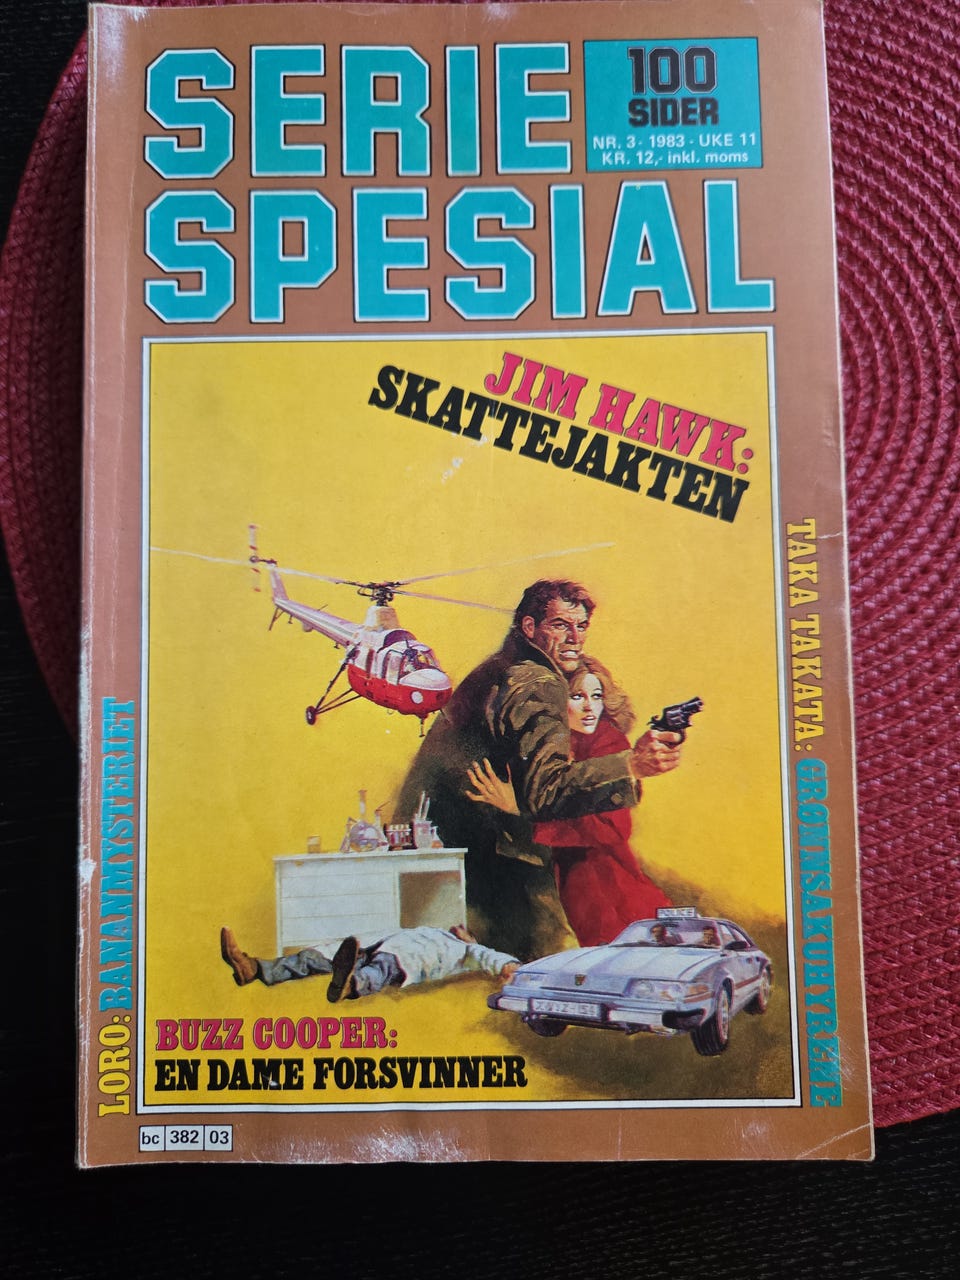 SERIE
SPESIAL
100
SIDER
NR. 3 - 1983 - UKE 11
KR. 12,- inkl. moms
JIM HAWK:
SKATTEJAKTEN
TAKA TAKATA: GRØNNSAKUHYRENE
LORO: BANANMYSTERIET
POLICE
BUZZ COOPER:
EN DAME FORSVINNER
bc 382 03